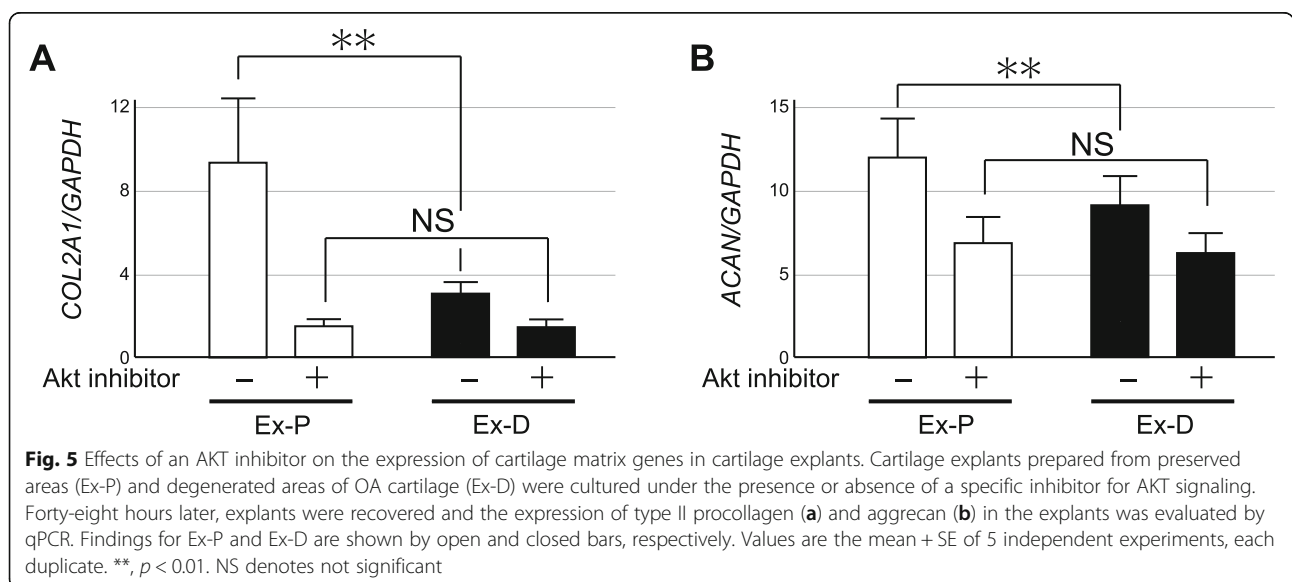 A
**
COL2A1/GAPDH
12
8
4
0
NS
Akt inhibitor − + − +
Ex-P Ex-D
B
**
ACAN/GAPDH
15
10
5
0
NS
Akt inhibitor − + − +
Ex-P Ex-D
Fig. 5 Effects of an AKT inhibitor on the expression of cartilage matrix genes in cartilage explants. Cartilage explants prepared from preserved
areas (Ex-P) and degenerated areas of OA cartilage (Ex-D) were cultured under the presence or absence of a specific inhibitor for AKT signaling.
Forty-eight hours later, explants were recovered and the expression of type II procollagen (a) and aggrecan (b) in the explants was evaluated by
qPCR. Findings for Ex-P and Ex-D are shown by open and closed bars, respectively. Values are the mean + SE of 5 independent experiments, each
duplicate. **, p < 0.01. NS denotes not significant